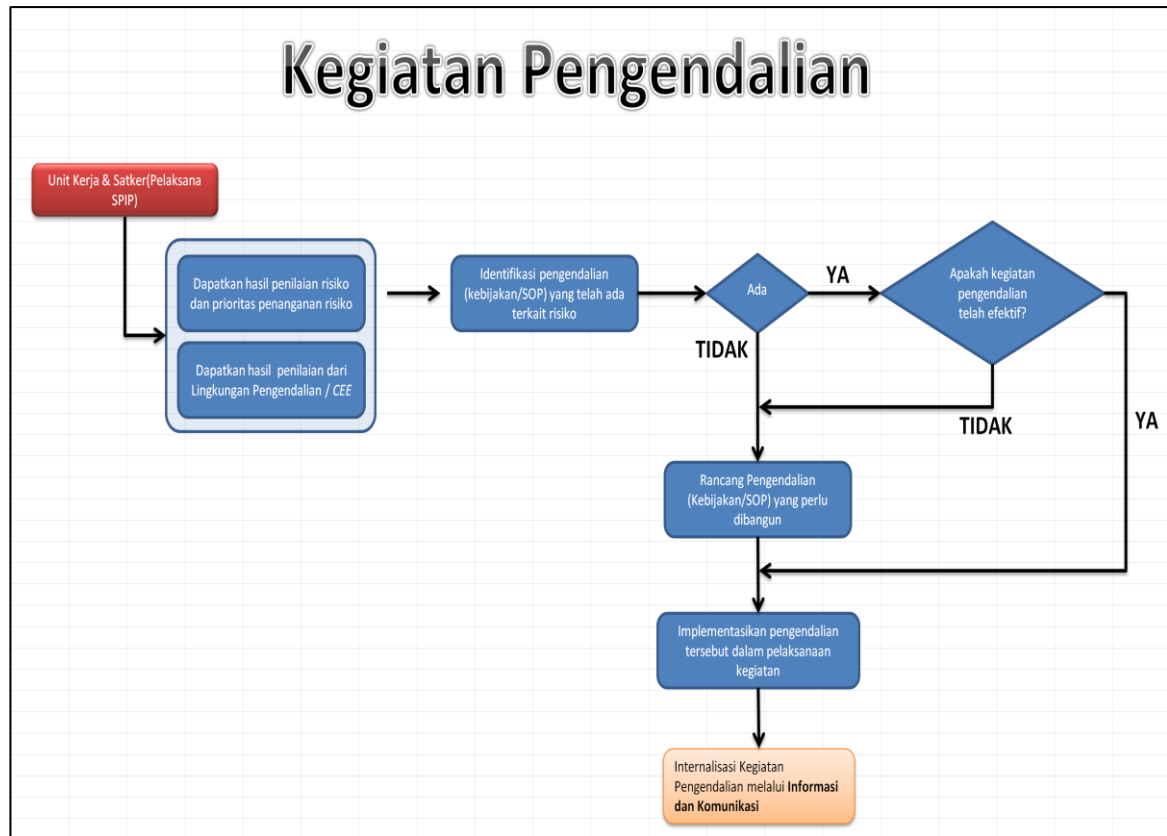 Kegiatan Pengendalian
Unit Kerja & Satker(Pelaksana
SPIP)
Dapatkan hasil penilaian risiko
dan prioritas penanganan risiko
Dapatkan hasil penilaian dari
Lingkungan Pengendalian / CEE
Identifikasi pengendalian
(kebijakan/SOP) yang telah ada
terkait risiko
Ada
YA
Apakah kegiatan
pengendalian
telah efektif?
TIDAK
TIDAK
YA
Rancang Pengendalian
(Kebijakan/SOP) yang perlu
dibangun
Implementasikan pengendalian
tersebut dalam pelaksanaan
kegiatan
Internalisasi Kegiatan
Pengendalian melalui Informasi
dan Komunikasi